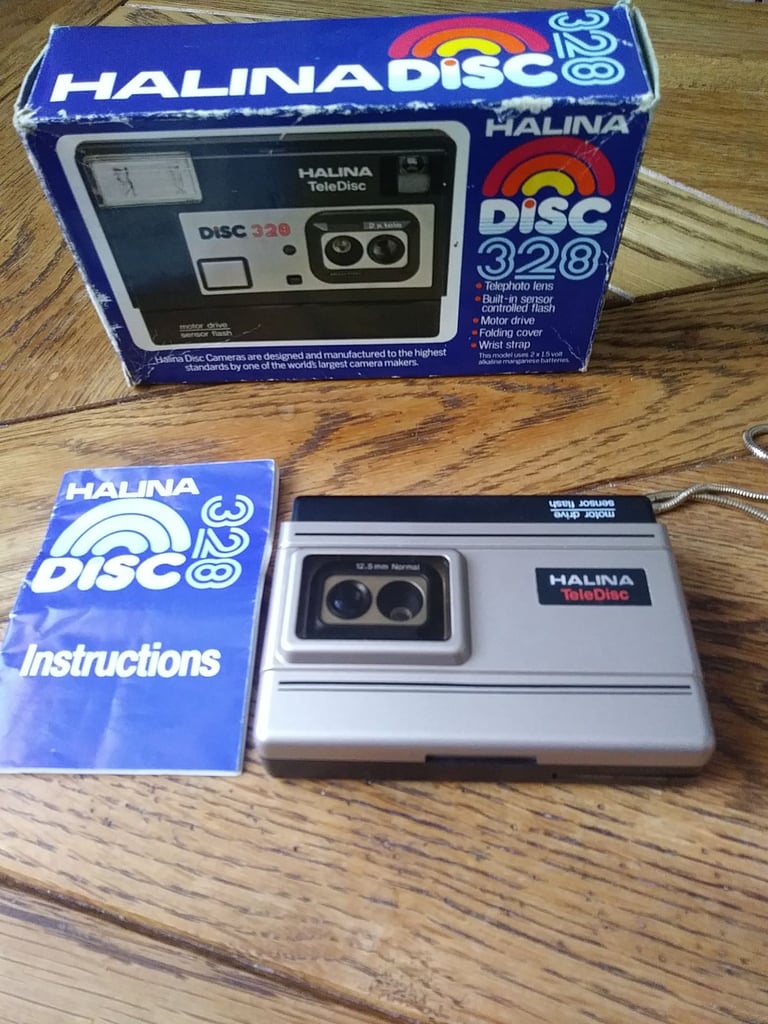 HALINA DiSC 328
HALINA
TeleDisc
2x tele
DiSC 328
motor drive
sensor flash
Halina Disc Cameras are designed and manufactured to the highest
standards by one of the world's largest camera makers.
HALINA
DiSC
328
• Telephoto lens
• Built-in sensor
controlled flash
• Motor drive
• Folding cover
• Wrist strap
This model uses 2 x 1.5 volt
alkaline manganese batteries.
HALINA
DiSC 328
Instructions
motor drive
sensor flash
12.5mm Normal
HALINA
TeleDisc